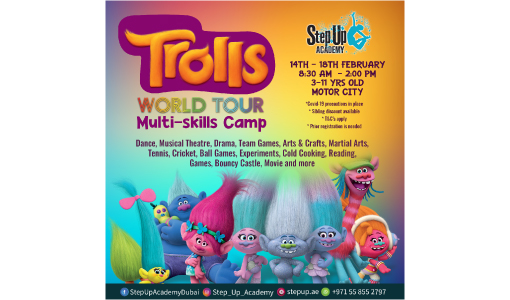 Trolls
WORLD TOUR
Multi-skills Camp
Step Up
ACADEMY
14TH - 18TH FEBRUARY
8:30 AM - 2:00 PM
3-11 YRS OLD
MOTOR CITY
*Covid-19 precautions in place
* Sibling discount available
* T&C's apply
* Prior registration is needed
Dance, Musical Theatre, Drama, Team Games, Arts & Crafts, Martial Arts,
Tennis, Cricket, Ball Games, Experiments, Cold Cooking, Reading,
Games, Bouncy Castle, Movie and more
StepUpAcademyDubai Step_Up_Academy stepup.ae +971 55 855 2797